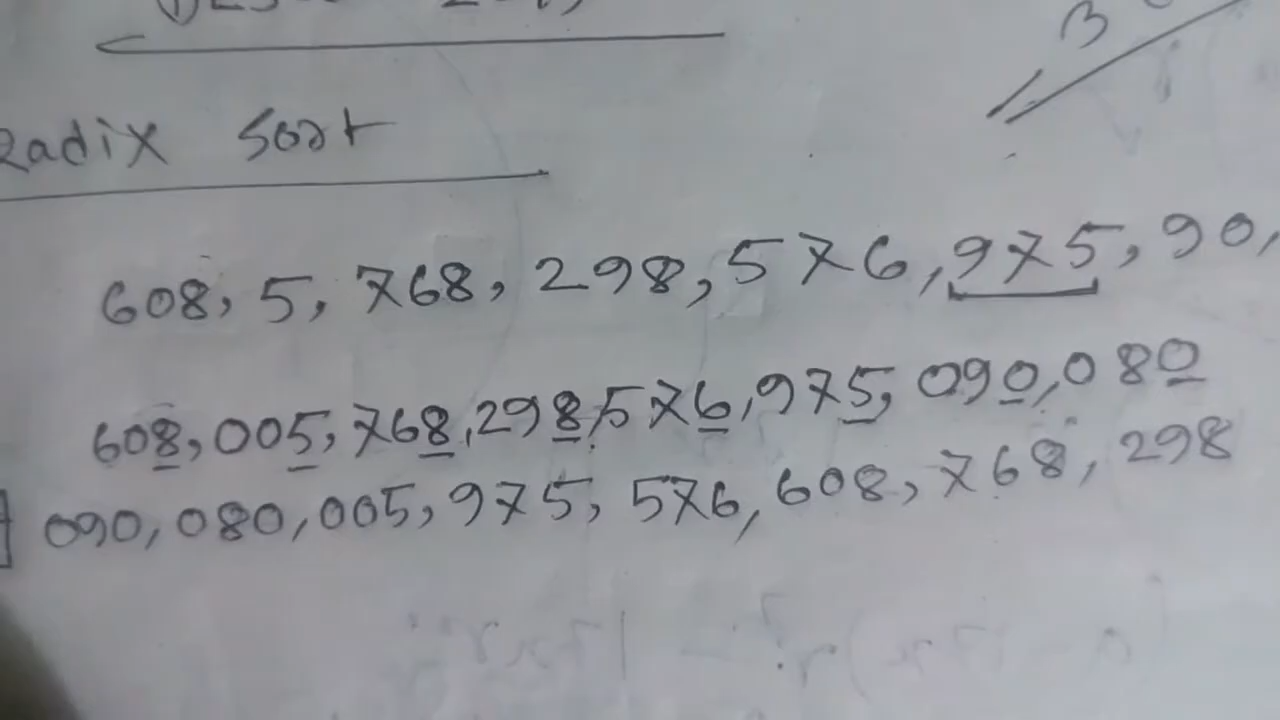 Radix Sort
608, 5, 768, 298, 576, 975, 90,
608, 005, 768, 298, 576, 975, 090, 080
090, 080, 005, 975, 576, 608, 768, 298